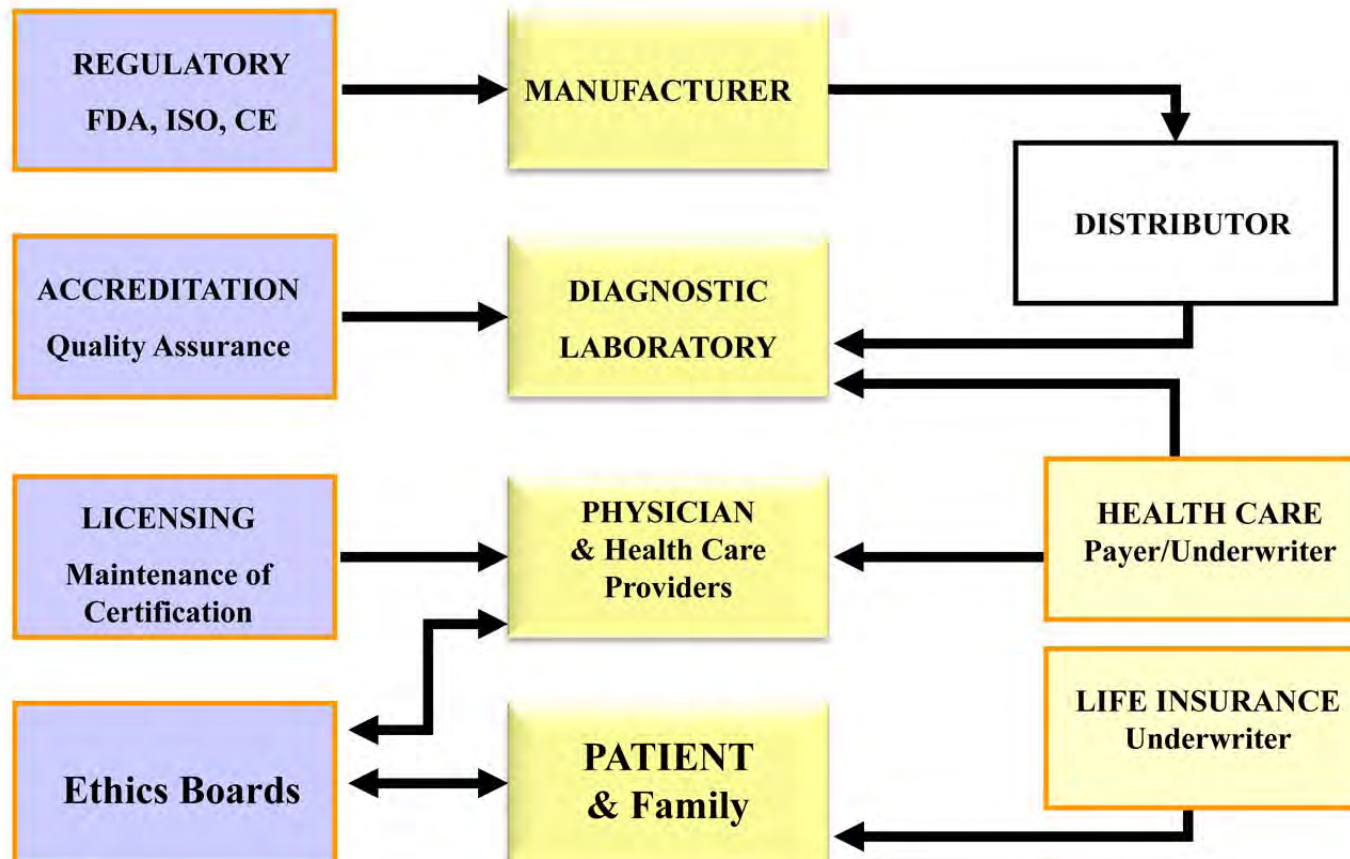 REGULATORY
FDA, ISO, CE
MANUFACTURER
DISTRIBUTOR
ACCREDITATION
Quality Assurance
DIAGNOSTIC
LABORATORY
LICENSING
Maintenance of
Certification
PHYSICIAN
& Health Care
Providers
HEALTH CARE
Payer/Underwriter
LIFE INSURANCE
Underwriter
Ethics Boards
PATIENT
& Family